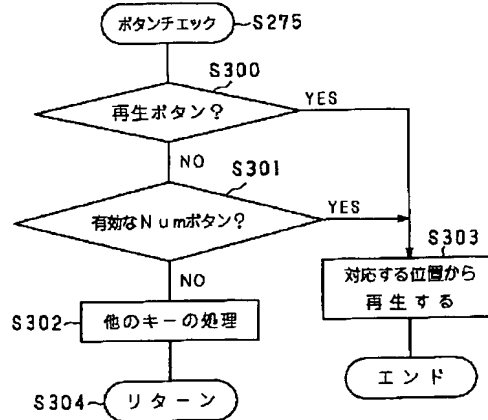 ボタンチェック
S275
S300
再生ボタン?
YES
NO
S301
有効なNumボタン?
YES
NO
S303
対応する位置から
再生する
S302
他のキーの処理
エンド
S304
リターン